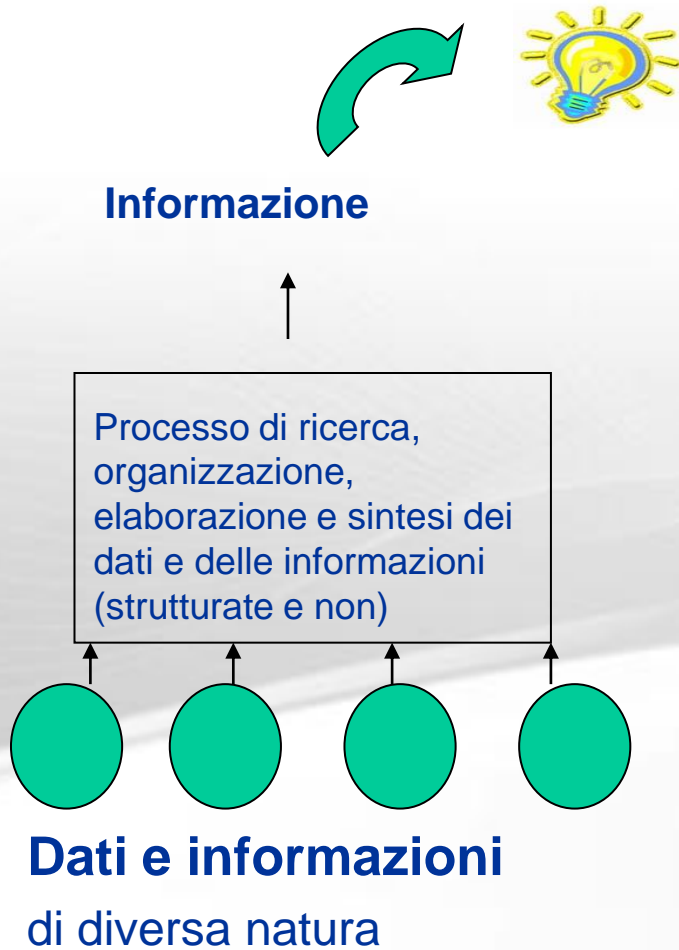 Informazione
Processo di ricerca,
organizzazione,
elaborazione e sintesi dei
dati e delle informazioni
(strutturate e non)
Dati e informazioni
di diversa natura